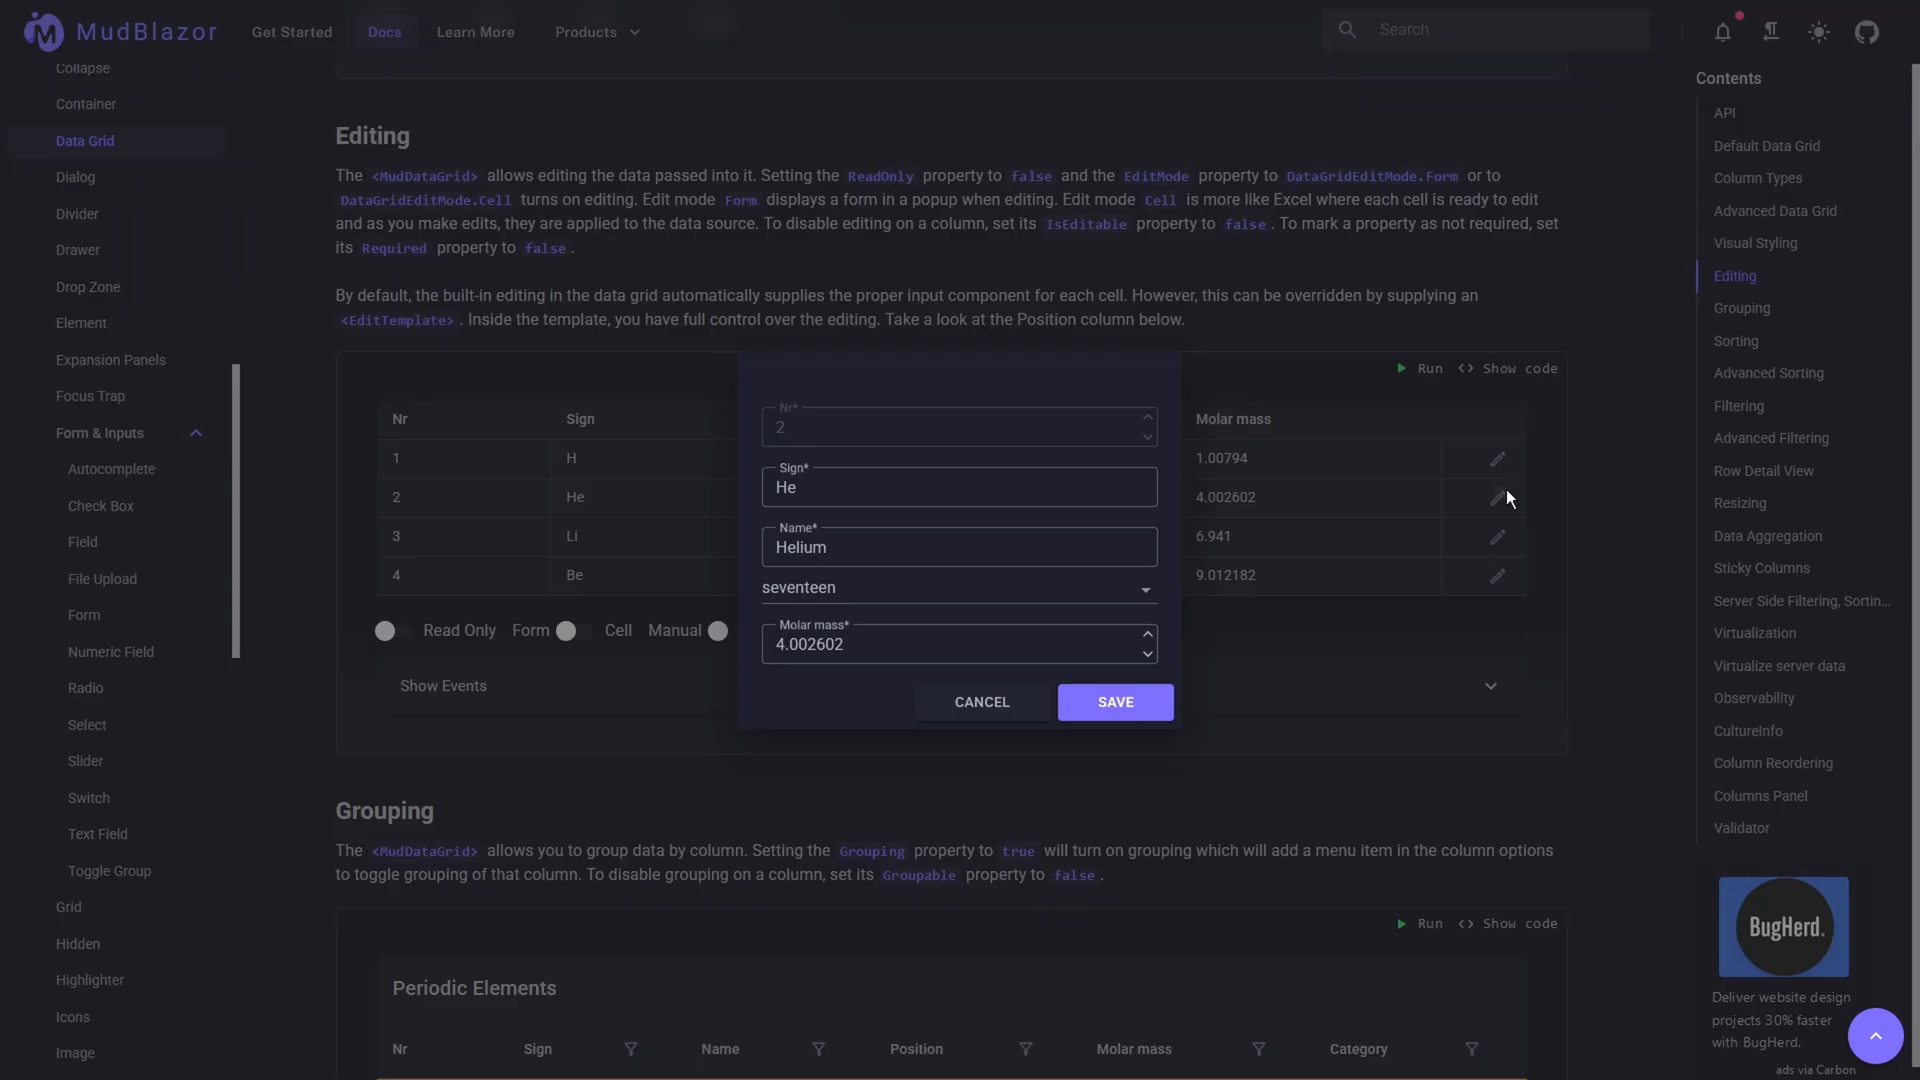 MudBlazor
Get Started
Docs
Learn More
Products
Search
Collapse
Container
Data Grid
Dialog
Divider
Drawer
Drop Zone
Element
Expansion Panels
Focus Trap
Form & Inputs
Autocomplete
Check Box
Field
File Upload
Form
Numeric Field
Radio
Select
Slider
Switch
Text Field
Toggle Group
Grid
Hidden
Highlighter
Icons
Image
Editing
The <MudDataGrid> allows editing the data passed into it. Setting the ReadOnly property to false and the EditMode property to DataGridEditMode.Form or to
DataGridEditMode.Cell turns on editing. Edit mode Form displays a form in a popup when editing. Edit mode Cell is more like Excel where each cell is ready to edit
and as you make edits, they are applied to the data source. To disable editing on a column, set its IsEditable property to false. To mark a property as not required, set
its Required property to false.
By default, the built-in editing in the data grid automatically supplies the proper input component for each cell. However, this can be overridden by supplying an
<EditTemplate>. Inside the template, you have full control over the editing. Take a look at the Position column below.
Run <> Show code
Nr Sign Molar mass
1 H 1.00794
2 He 4.002602
3 Li 6.941
4 Be 9.012182
Read Only Form Cell Manual
Show Events
Nr*
2
Sign*
He
Name*
Helium
seventeen
Molar mass*
4.002602
CANCEL SAVE
Grouping
The <MudDataGrid> allows you to group data by column. Setting the Grouping property to true will turn on grouping which will add a menu item in the column options
to toggle grouping of that column. To disable grouping on a column, set its Groupable property to false.
Run <> Show code
Periodic Elements
Nr Sign Name Position Molar mass Category
Contents
API
Default Data Grid
Column Types
Advanced Data Grid
Visual Styling
Editing
Grouping
Sorting
Advanced Sorting
Filtering
Advanced Filtering
Row Detail View
Resizing
Data Aggregation
Sticky Columns
Server Side Filtering, Sortin...
Virtualization
Virtualize server data
Observability
CultureInfo
Column Reordering
Columns Panel
Validator
BugHerd.
Deliver website design
projects 30% faster
with BugHerd.
ads via Carbon